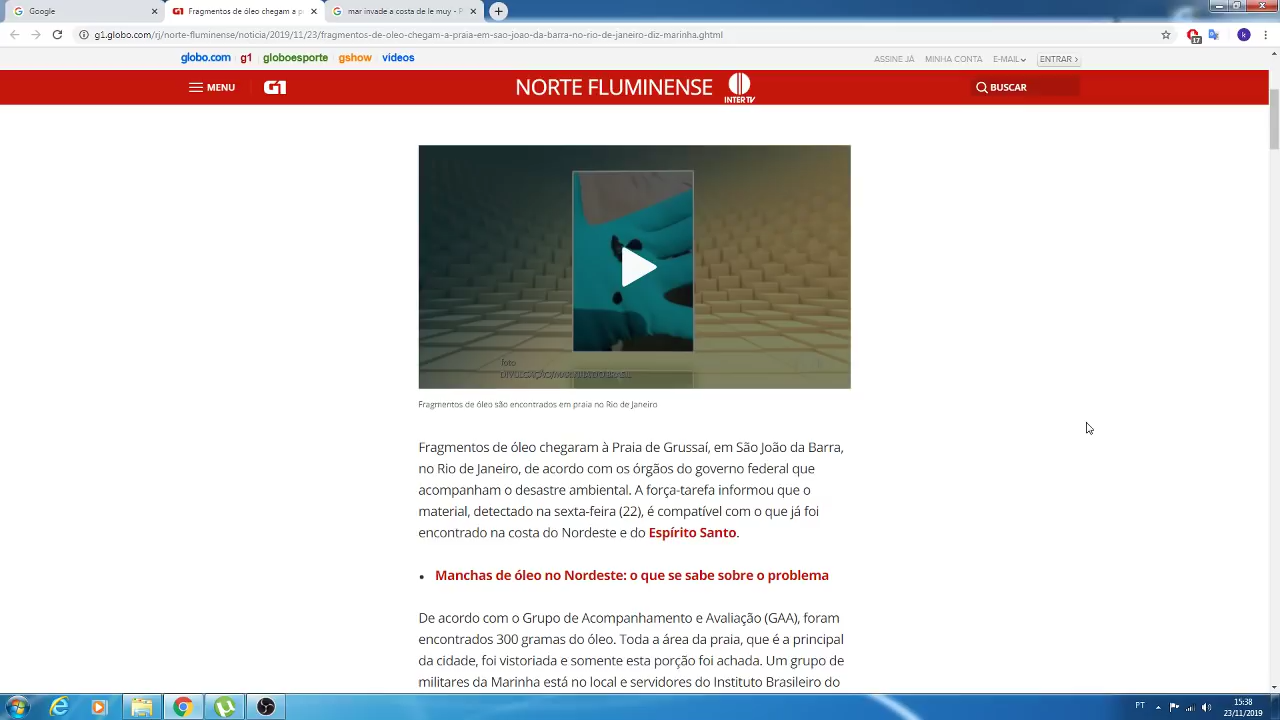 Google
Fragmentos de óleo chegam a p
mar invade a costa de le muy - P
g1.globo.com/rj/norte-fluminense/noticia/2019/11/23/fragmentos-de-oleo-chegam-a-praia-em-sao-joao-da-barra-no-rio-de-janeiro-diz-marinha.ghtml
17
k
globo.com g1 globoesporte gshow videos
ASSINE JÁ MINHA CONTA E-MAIL ENTRAR ›
MENU G1 NORTE FLUMINENSE INTER TV BUSCAR
foto
Fragmentos de óleo são encontrados em praia no Rio de Janeiro
Fragmentos de óleo chegaram à Praia de Grussaí, em São João da Barra,
no Rio de Janeiro, de acordo com os órgãos do governo federal que
acompanham o desastre ambiental. A força-tarefa informou que o
material, detectado na sexta-feira (22), é compatível com o que já foi
encontrado na costa do Nordeste e do Espírito Santo.
• Manchas de óleo no Nordeste: o que se sabe sobre o problema
De acordo com o Grupo de Acompanhamento e Avaliação (GAA), foram
encontrados 300 gramas do óleo. Toda a área da praia, que é a principal
da cidade, foi vistoriada e somente esta porção foi achada. Um grupo de
militares da Marinha está no local e servidores do Instituto Brasileiro do
PT
15:38
23/11/2019